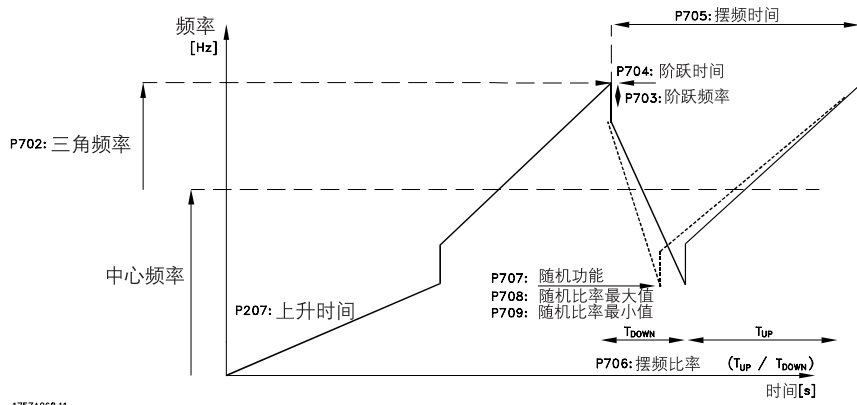 P705: 摆频时间
频率
[Hz]
P704: 阶跃时间
P703: 阶跃频率
P702: 三角频率
中心频率
P707: 随机功能
P708: 随机比率最大值
P709: 随机比率最小值
P207: 上升时间
TDOWN
TUP
P706: 摆频比率 (TUP / TDOWN)
时间[s]